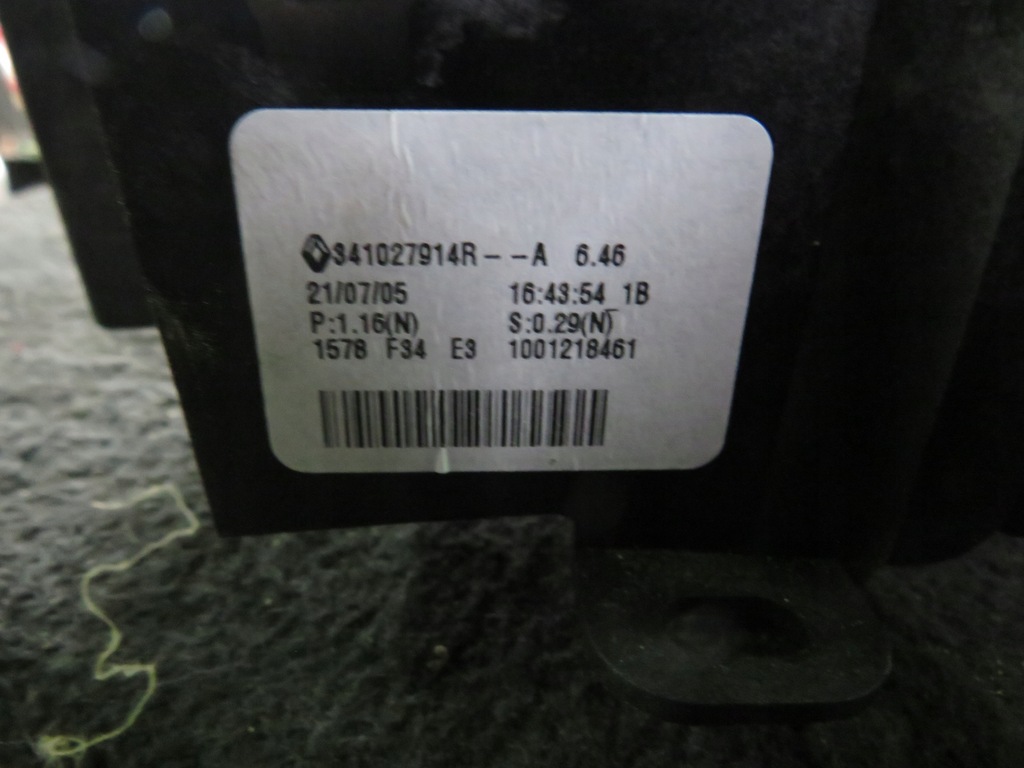 341027914R--A 6.46
21/07/05 16:43:54 1B
P:1.16(N) S:0.29(N)
1578 F34 E3 1001218461